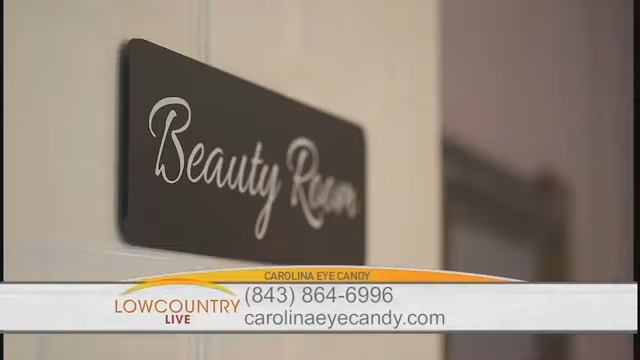 Beauty Room
CAROLINA EYE CANDY
LOWCOUNTRY
LIVE
(843) 864-6996
carolinaeyecandy.com